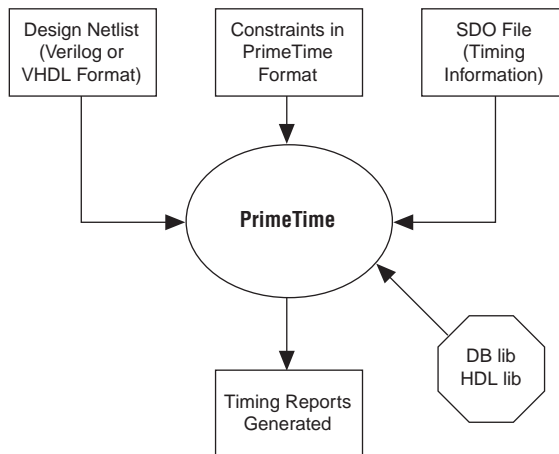 Design Netlist
(Verilog or
VHDL Format)
Constraints in
PrimeTime
Format
SDO File
(Timing
Information)
PrimeTime
DB lib
HDL lib
Timing Reports
Generated